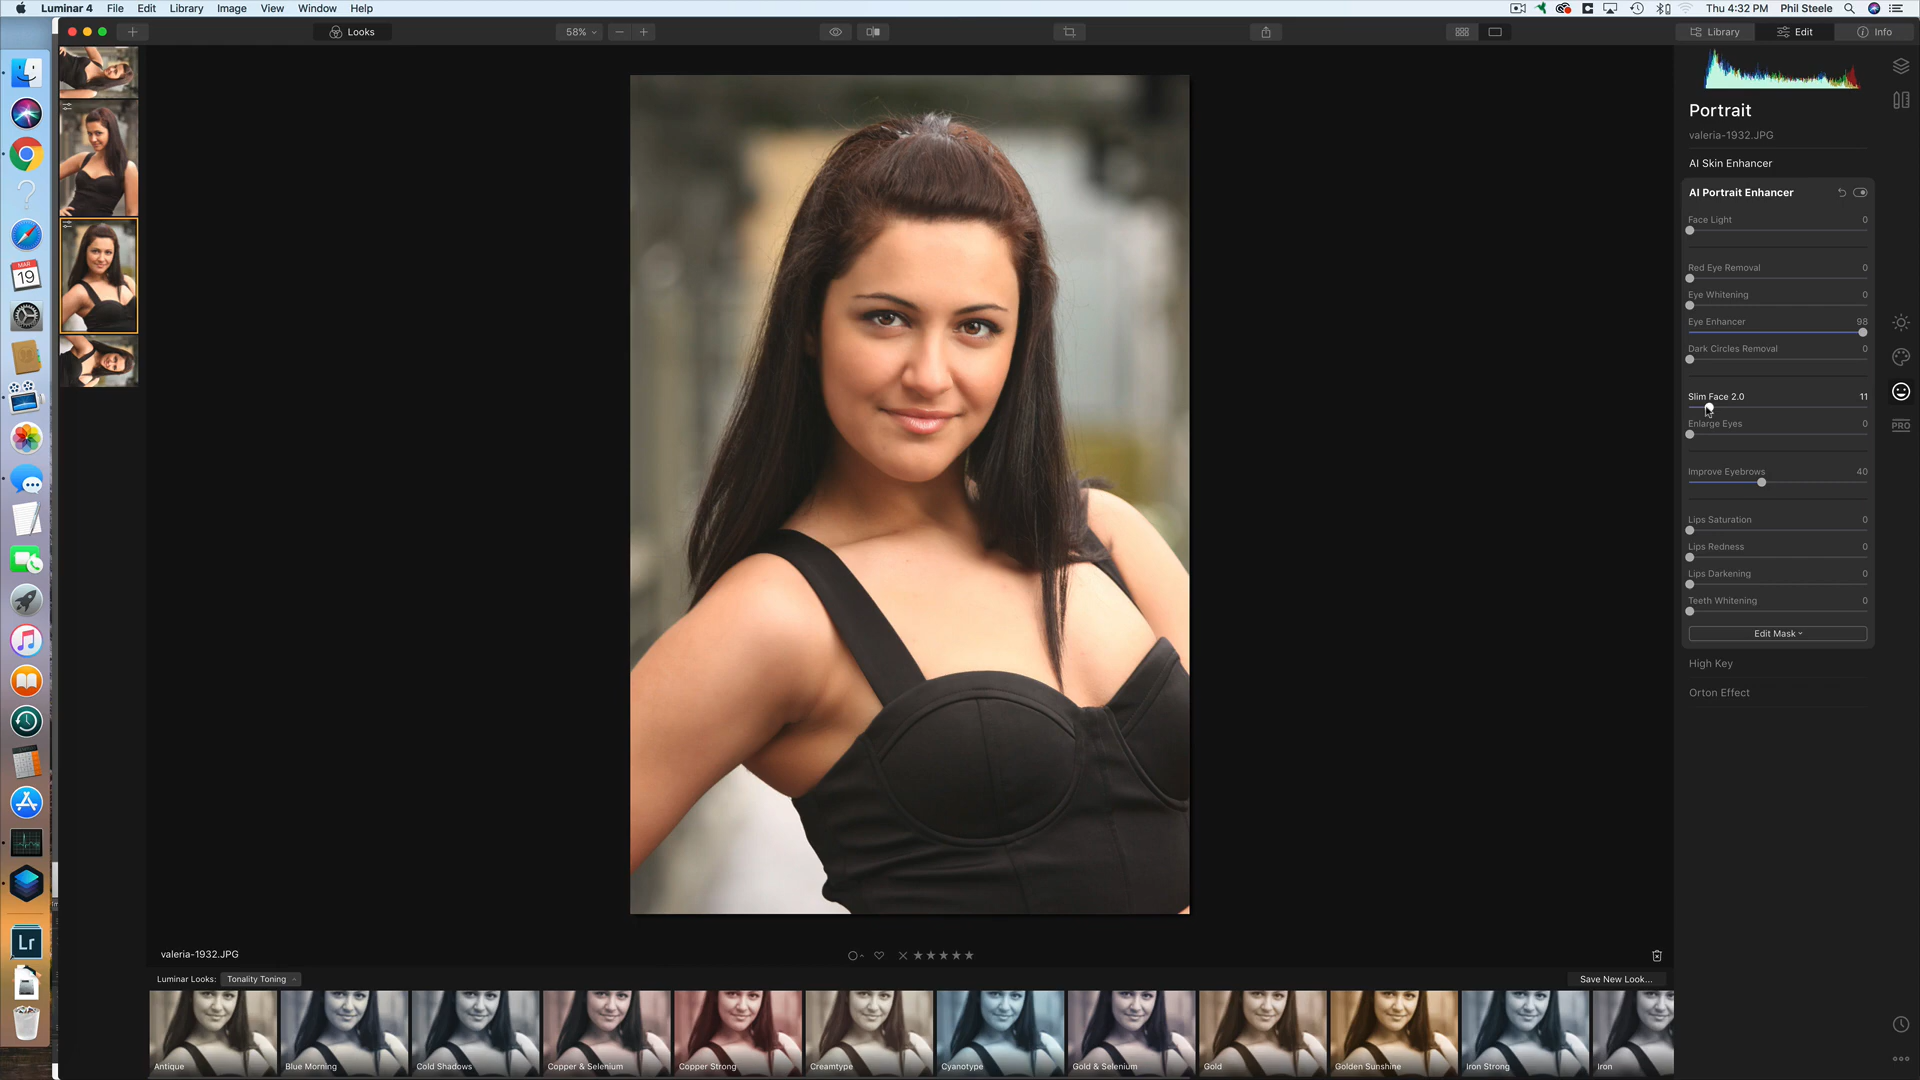 Luminar 4 File Edit Library Image View Window Help
Thu 4:32 PM Phil Steele
Looks
58%
Library Edit Info
Portrait
valeria-1932.JPG
AI Skin Enhancer
AI Portrait Enhancer
Face Light 0
Red Eye Removal 0
Eye Whitening 0
Eye Enhancer 98
Dark Circles Removal 0
Slim Face 2.0 11
Enlarge Eyes 0
Improve Eyebrows 40
Lips Saturation 0
Lips Redness 0
Lips Darkening 0
Teeth Whitening 0
Edit Mask
High Key
Orton Effect
PRO
MAR
19
Lr
valeria-1932.JPG
Luminar Looks: Tonality Toning
Save New Look...
Antique Blue Morning Cold Shadows Copper & Selenium Copper Strong Creamtype Cyanotype Gold & Selenium Gold Golden Sunshine Iron Strong Iron